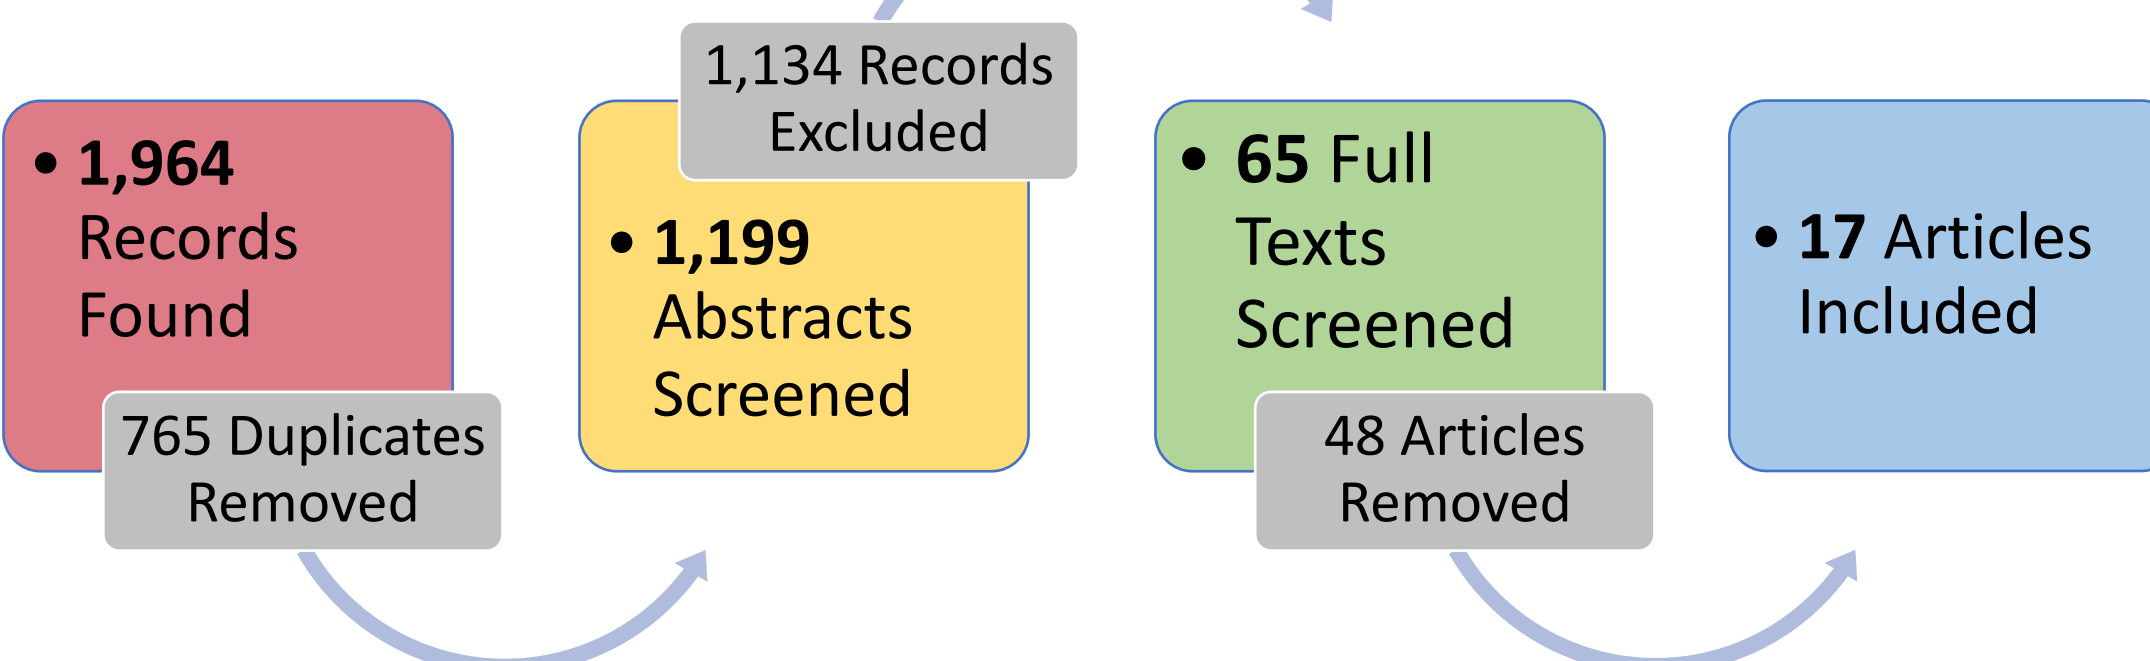 • 1,964
Records
Found
765 Duplicates
Removed
1,134 Records
Excluded
• 1,199
Abstracts
Screened
• 65 Full
Texts
Screened
48 Articles
Removed
• 17 Articles
Included